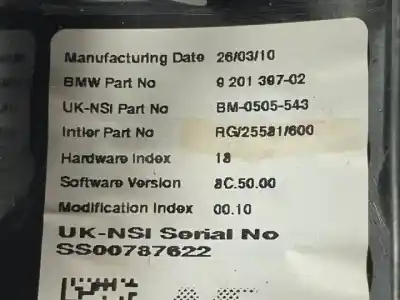 Manufacturing Date 26/03/10
BMW Part No 9 201 397-02
UK-NSI Part No BM-0505-543
Intier Part No RG/25581/600
Hardware Index 18
Software Version 8C.50.00
Modification Index 00.10
UK-NSI Serial No
SS00787622